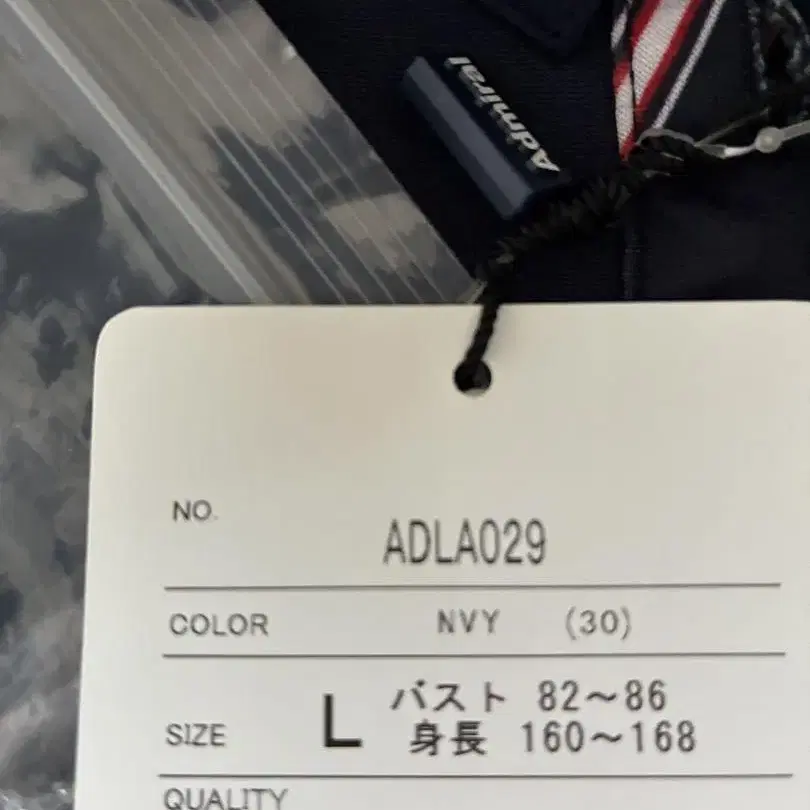 Admiral
NO. ADLA029
COLOR NVY (30)
SIZE L バスト 82〜86
身長 160〜168
QUALITY